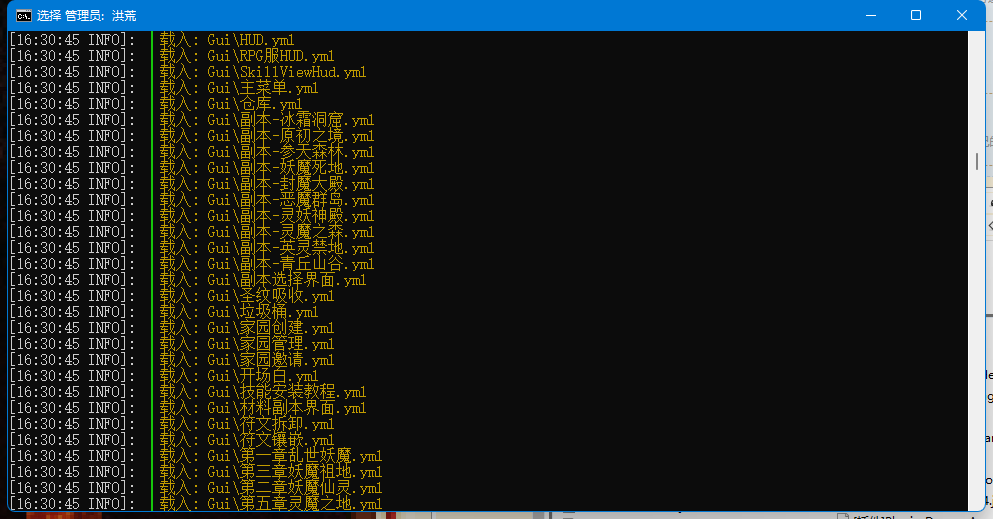 选择 管理员: 洪荒
[16:30:45 INFO]: 载入: Gui\HUD.yml
[16:30:45 INFO]: 载入: Gui\RPG服HUD.yml
[16:30:45 INFO]: 载入: Gui\SkillViewHud.yml
[16:30:45 INFO]: 载入: Gui\主菜单.yml
[16:30:45 INFO]: 载入: Gui\仓库.yml
[16:30:45 INFO]: 载入: Gui\副本-冰霜洞窟.yml
[16:30:45 INFO]: 载入: Gui\副本-原初之境.yml
[16:30:45 INFO]: 载入: Gui\副本-参天森林.yml
[16:30:45 INFO]: 载入: Gui\副本-妖魔死地.yml
[16:30:45 INFO]: 载入: Gui\副本-封魔大殿.yml
[16:30:45 INFO]: 载入: Gui\副本-恶魔群岛.yml
[16:30:45 INFO]: 载入: Gui\副本-灵妖神殿.yml
[16:30:45 INFO]: 载入: Gui\副本-灵魔之森.yml
[16:30:45 INFO]: 载入: Gui\副本-英灵禁地.yml
[16:30:45 INFO]: 载入: Gui\副本-青丘山谷.yml
[16:30:45 INFO]: 载入: Gui\副本选择界面.yml
[16:30:45 INFO]: 载入: Gui\圣纹吸收.yml
[16:30:45 INFO]: 载入: Gui\垃圾桶.yml
[16:30:45 INFO]: 载入: Gui\家园创建.yml
[16:30:45 INFO]: 载入: Gui\家园管理.yml
[16:30:45 INFO]: 载入: Gui\家园邀请.yml
[16:30:45 INFO]: 载入: Gui\开场白.yml
[16:30:45 INFO]: 载入: Gui\技能安装教程.yml
[16:30:45 INFO]: 载入: Gui\材料副本界面.yml
[16:30:45 INFO]: 载入: Gui\符文拆卸.yml
[16:30:45 INFO]: 载入: Gui\符文镶嵌.yml
[16:30:45 INFO]: 载入: Gui\第一章乱世妖魔.yml
[16:30:45 INFO]: 载入: Gui\第三章妖魔祖地.yml
[16:30:45 INFO]: 载入: Gui\第二章妖魔仙灵.yml
[16:30:45 INFO]: 载入: Gui\第五章灵魔之地.yml